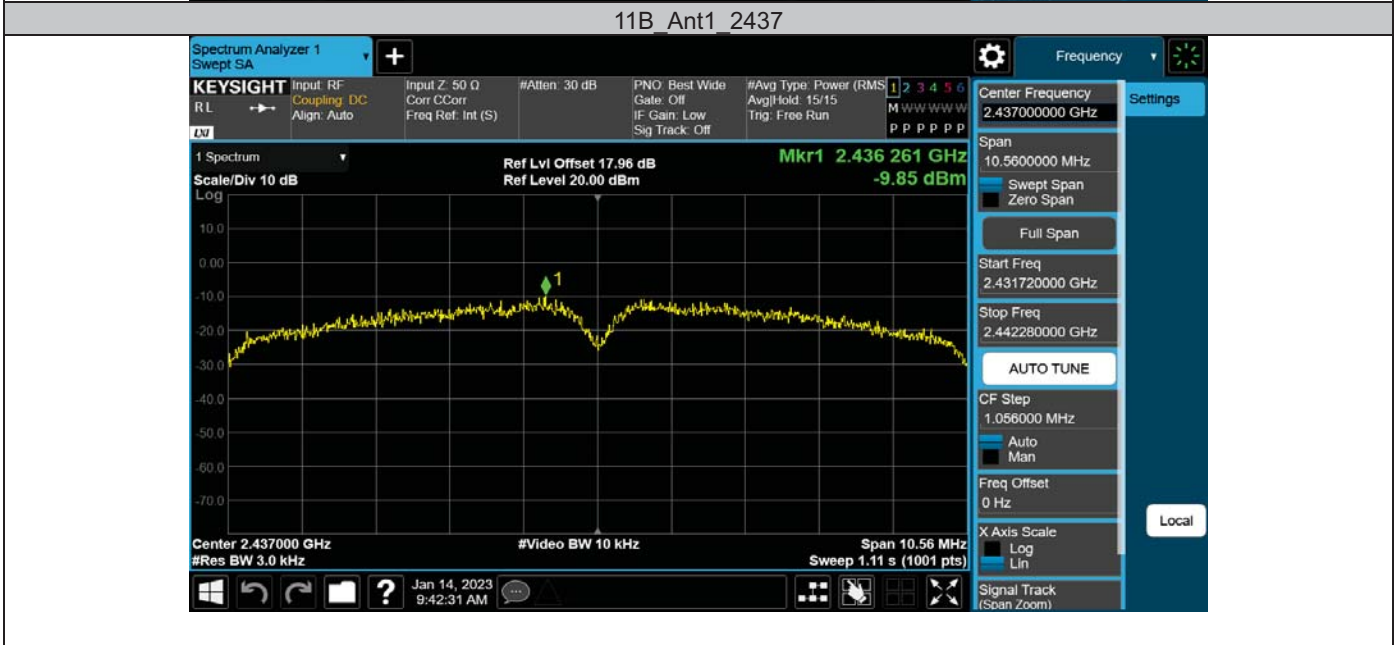 11B_Ant1_2437
Spectrum Analyzer 1
Swept SA
+
Frequency
KEYSIGHT
RL
LXI
Input: RF
Coupling: DC
Align: Auto
Input Z: 50 Ω
Corr CCorr
Freq Ref: Int (S)
#Atten: 30 dB
PNO: Best Wide
Gate: Off
IF Gain: Low
Sig Track: Off
#Avg Type: Power (RMS
Avg|Hold: 15/15
Trig: Free Run
1 2 3 4 5 6
M W W W W W
P P P P P P
1 Spectrum
Scale/Div 10 dB
Log
Ref Lvl Offset 17.96 dB
Ref Level 20.00 dBm
Mkr1 2.436 261 GHz
-9.85 dBm
1
10.0
0.00
-10.0
-20.0
-30.0
-40.0
-50.0
-60.0
-70.0
Center 2.437000 GHz
#Res BW 3.0 kHz
#Video BW 10 kHz
Span 10.56 MHz
Sweep 1.11 s (1001 pts)
?
Jan 14, 2023
9:42:31 AM
Center Frequency
2.437000000 GHz
Settings
Span
10.5600000 MHz
Swept Span
Zero Span
Full Span
Start Freq
2.431720000 GHz
Stop Freq
2.442280000 GHz
AUTO TUNE
CF Step
1.056000 MHz
Auto
Man
Freq Offset
0 Hz
X Axis Scale
Log
Lin
Local
Signal Track
(Span Zoom)